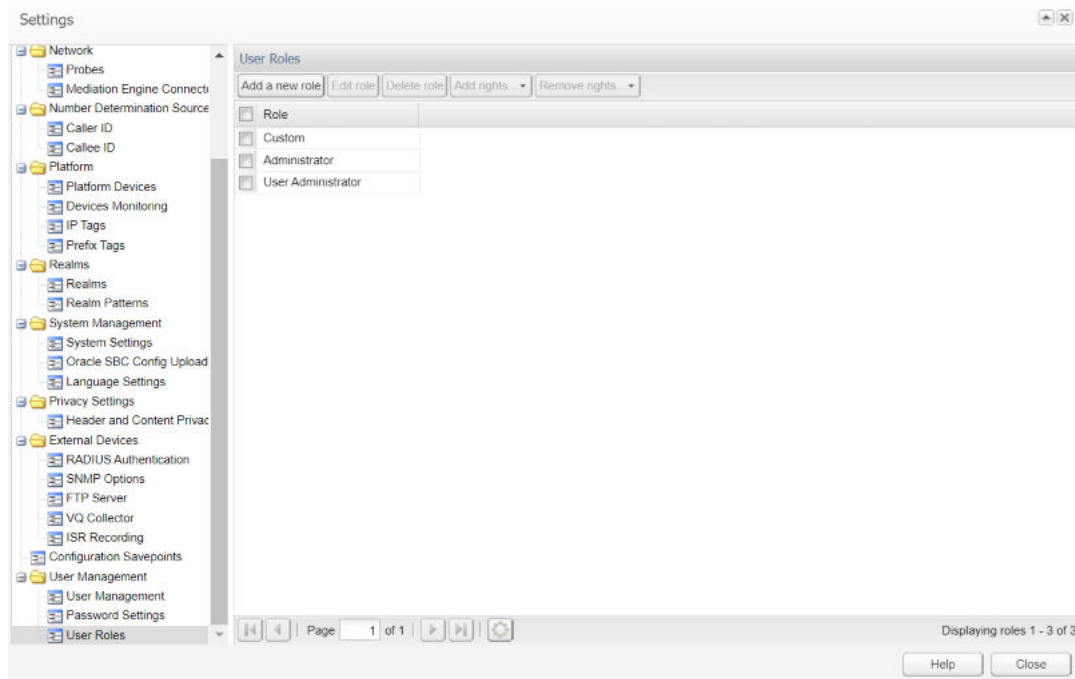 Settings
Network
Probes
Mediation Engine Connect
Number Determination Source
Caller ID
Callee ID
Platform
Platform Devices
Devices Monitoring
IP Tags
Prefix Tags
Realms
Realms
Realm Patterns
System Management
System Settings
Oracle SBC Config Upload
Language Settings
Privacy Settings
Header and Content Privac
External Devices
RADIUS Authentication
SNMP Options
FTP Server
VQ Collector
ISR Recording
Configuration Savepoints
User Management
User Management
Password Settings
User Roles
User Roles
Add a new role Edit role Delete role Add rights... Remove rights...
Role
Custom
Administrator
User Administrator
Page 1 of 1
Displaying roles 1 - 3 of 3
Help Close